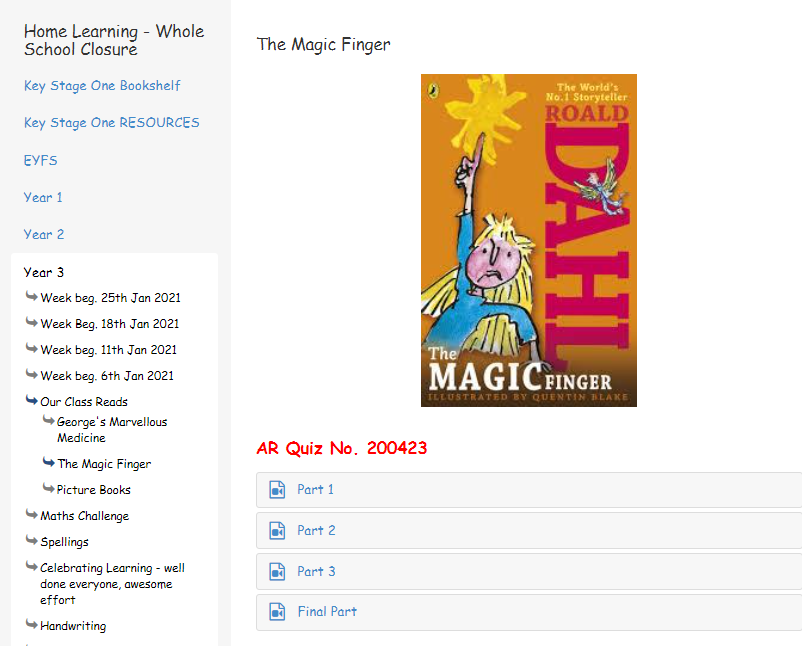 Home Learning - Whole
School Closure
Key Stage One Bookshelf
Key Stage One RESOURCES
EYFS
Year 1
Year 2
Year 3
Week beg. 25th Jan 2021
Week Beg. 18th Jan 2021
Week beg. 11th Jan 2021
Week beg. 6th Jan 2021
Our Class Reads
George's Marvellous
Medicine
The Magic Finger
Picture Books
Maths Challenge
Spellings
Celebrating Learning - well
done everyone, awesome
effort
Handwriting
The Magic Finger
The World's
No.1 Storyteller
ROALD
DAHL
The
MAGIC FINGER
ILLUSTRATED BY QUENTIN BLAKE
AR Quiz No. 200423
Part 1
Part 2
Part 3
Final Part